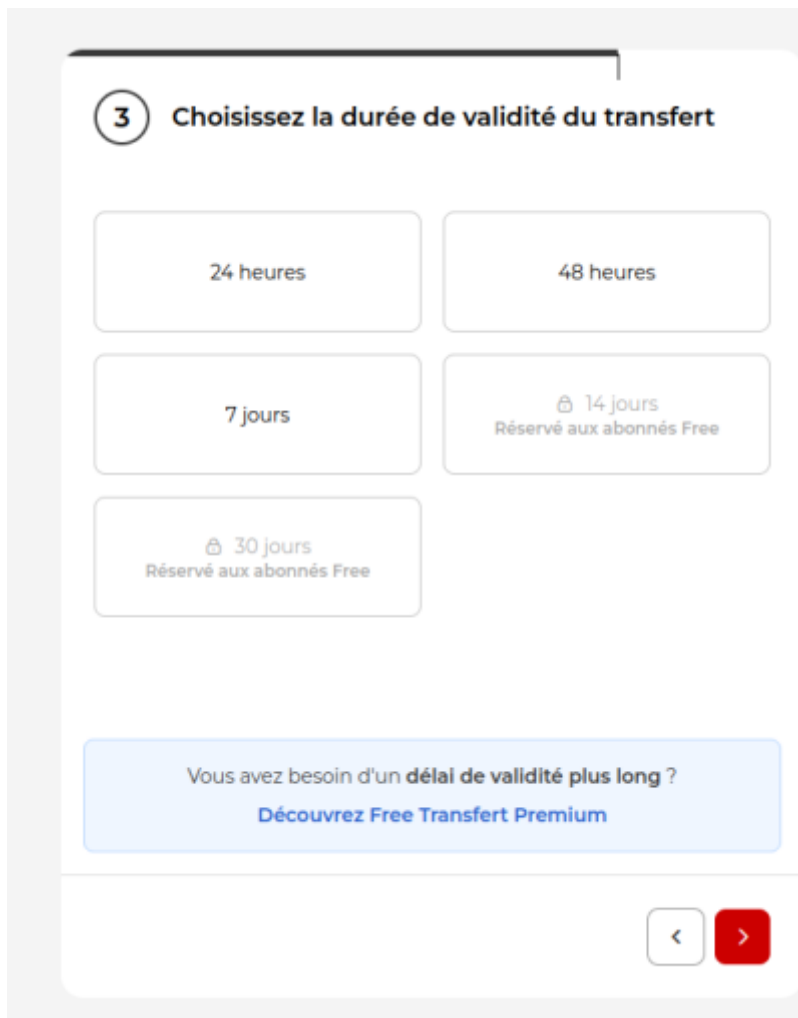 3 Choisissez la durée de validité du transfert
24 heures
48 heures
7 jours
14 jours
Réservé aux abonnés Free
30 jours
Réservé aux abonnés Free
Vous avez besoin d'un délai de validité plus long ?
Découvrez Free Transfert Premium